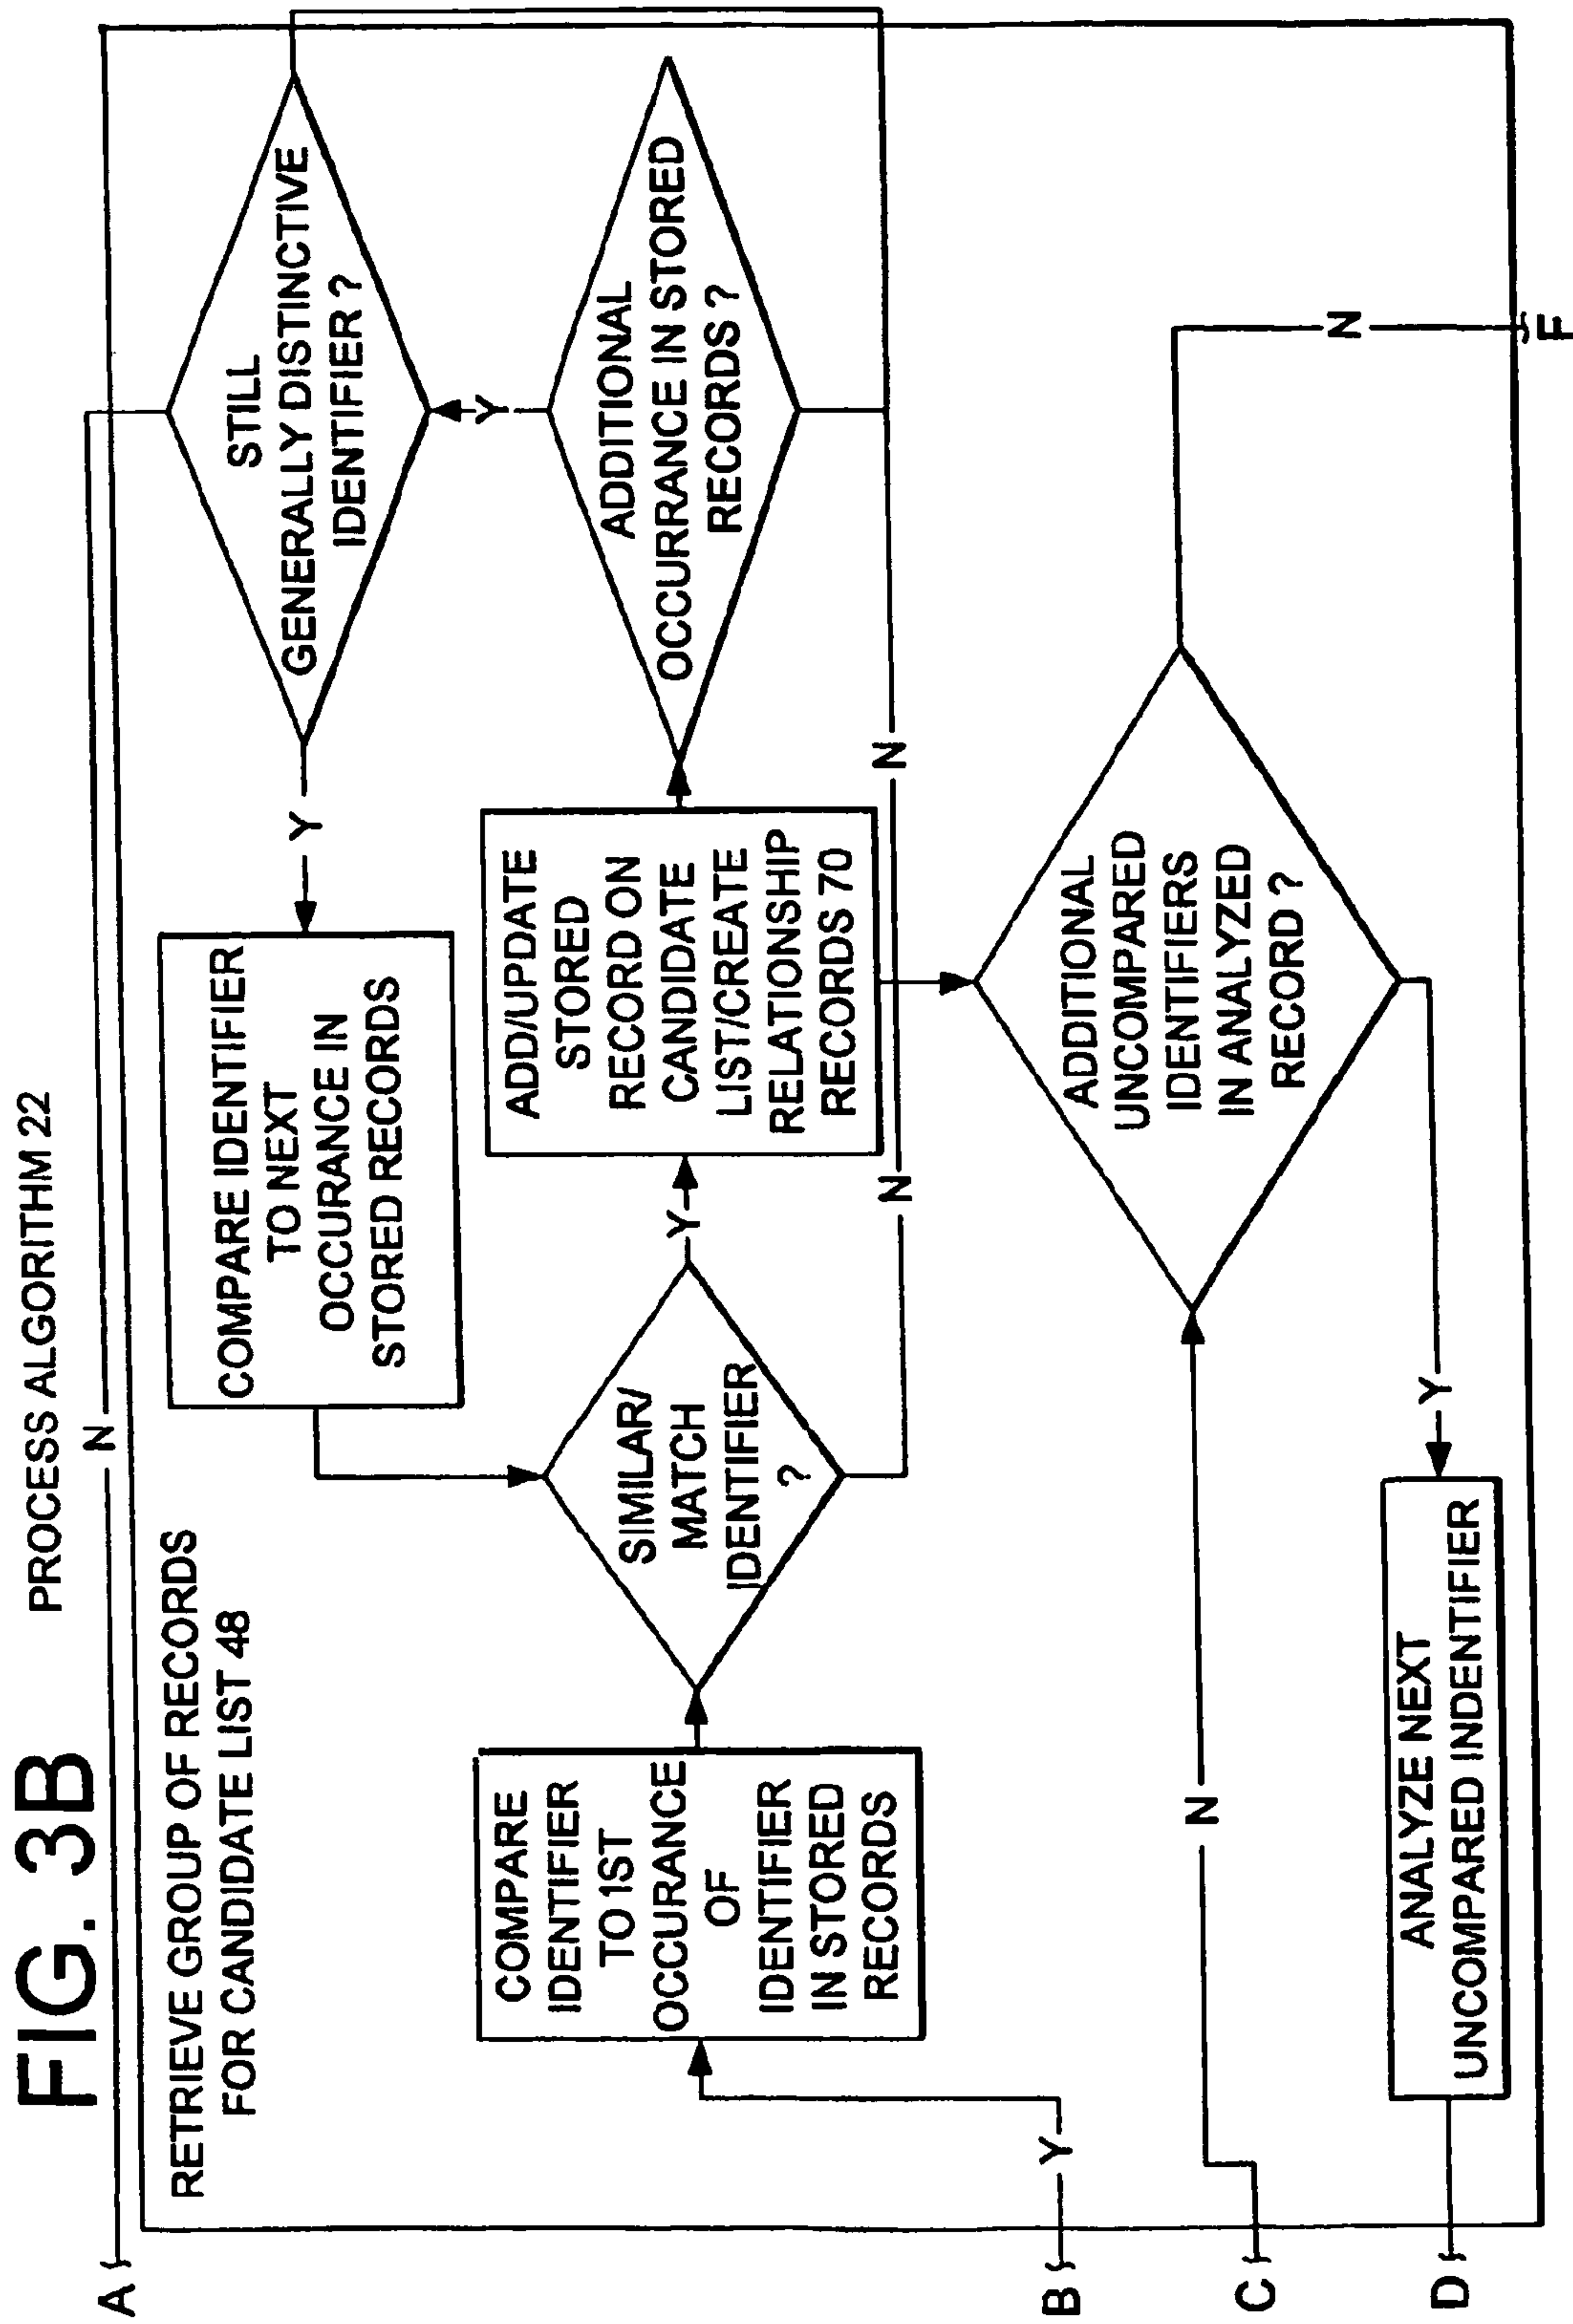 FIG. 3B
PROCESS ALGORITHM 22
A
N
RETRIEVE GROUP OF RECORDS
FOR CANDIDATE LIST 48
COMPARE IDENTIFIER
TO NEXT
OCCURANCE IN
STORED RECORDS
Y
STILL
GENERALLY DISTINCTIVE
IDENTIFIER ?
COMPARE
IDENTIFIER
TO 1ST
OCCURANCE
OF
IDENTIFIER
IN STORED
RECORDS
SIMILAR/
MATCH
IDENTIFIER
?
Y
ADD/UPDATE
STORED
RECORD ON
CANDIDATE
LIST/CREATE
RELATIONSHIP
RECORDS 70
ADDITIONAL
OCCURRANCE IN STORED
RECORDS ?
Y
N
N
B
Y
C
N
ADDITIONAL
UNCOMPARED
IDENTIFIERS
IN ANALYZED
RECORD ?
N
F
D
ANALYZE NEXT
UNCOMPARED INDENTIFIER
Y